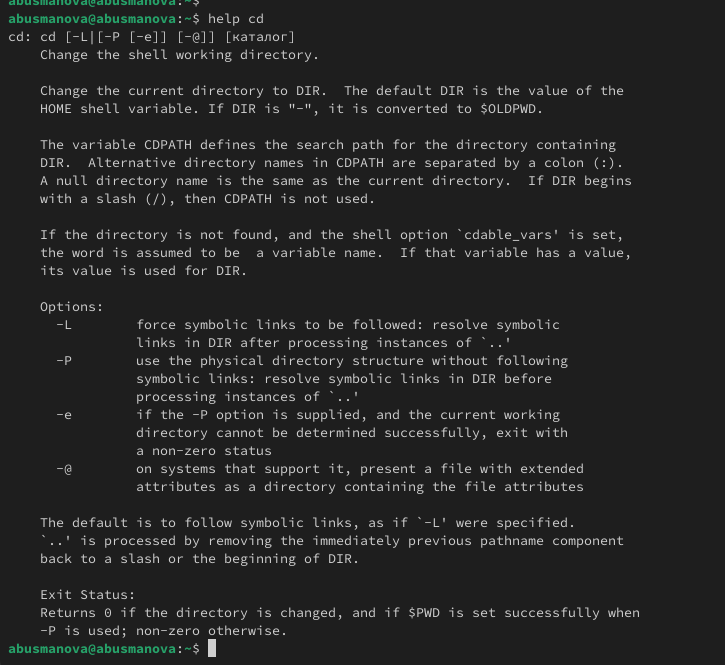 abusmanova@abusmanova:~$
abusmanova@abusmanova:~$ help cd
cd: cd [-L|[-P [-e]] [-@]] [каталог]
    Change the shell working directory.

    Change the current directory to DIR.  The default DIR is the value of the
    HOME shell variable. If DIR is "-", it is converted to $OLDPWD.

    The variable CDPATH defines the search path for the directory containing
    DIR.  Alternative directory names in CDPATH are separated by a colon (:).
    A null directory name is the same as the current directory.  If DIR begins
    with a slash (/), then CDPATH is not used.

    If the directory is not found, and the shell option `cdable_vars' is set,
    the word is assumed to be  a variable name.  If that variable has a value,
    its value is used for DIR.

    Options:
      -L        force symbolic links to be followed: resolve symbolic
                links in DIR after processing instances of `..'
      -P        use the physical directory structure without following
                symbolic links: resolve symbolic links in DIR before
                processing instances of `..'
      -e        if the -P option is supplied, and the current working
                directory cannot be determined successfully, exit with
                a non-zero status
      -@        on systems that support it, present a file with extended
                attributes as a directory containing the file attributes

    The default is to follow symbolic links, as if `-L' were specified.
    `..' is processed by removing the immediately previous pathname component
    back to a slash or the beginning of DIR.

    Exit Status:
    Returns 0 if the directory is changed, and if $PWD is set successfully when
    -P is used; non-zero otherwise.
abusmanova@abusmanova:~$